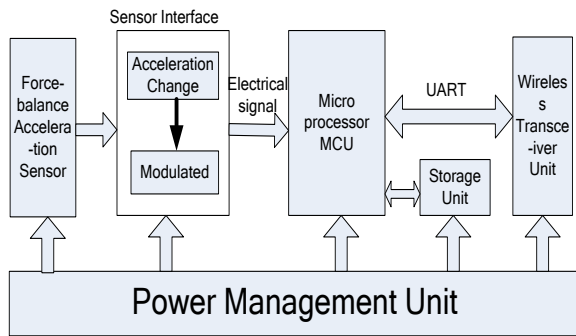 Sensor Interface
Force-
balance
Accelera
-tion
Sensor
Acceleration
Change
Modulated
Electrical
signal
Micro
processor
MCU
UART
Storage
Unit
Wireles
s
Transce
-iver
Unit
Power Management Unit